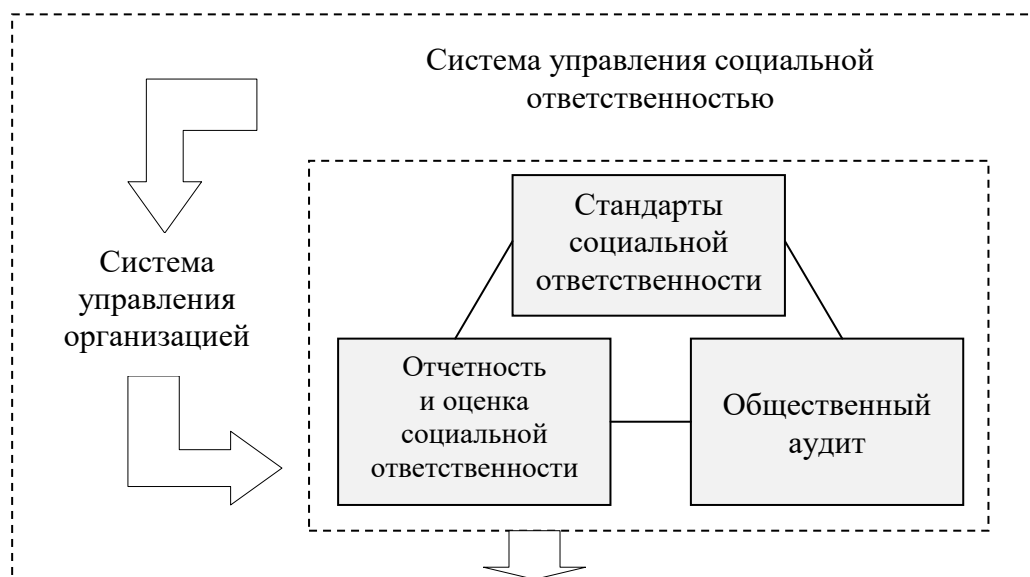 Система управления социальной
ответственностью
Стандарты
социальной
ответственности
Система
управления
организацией
Отчетность
и оценка
социальной
ответственности
Общественный
аудит